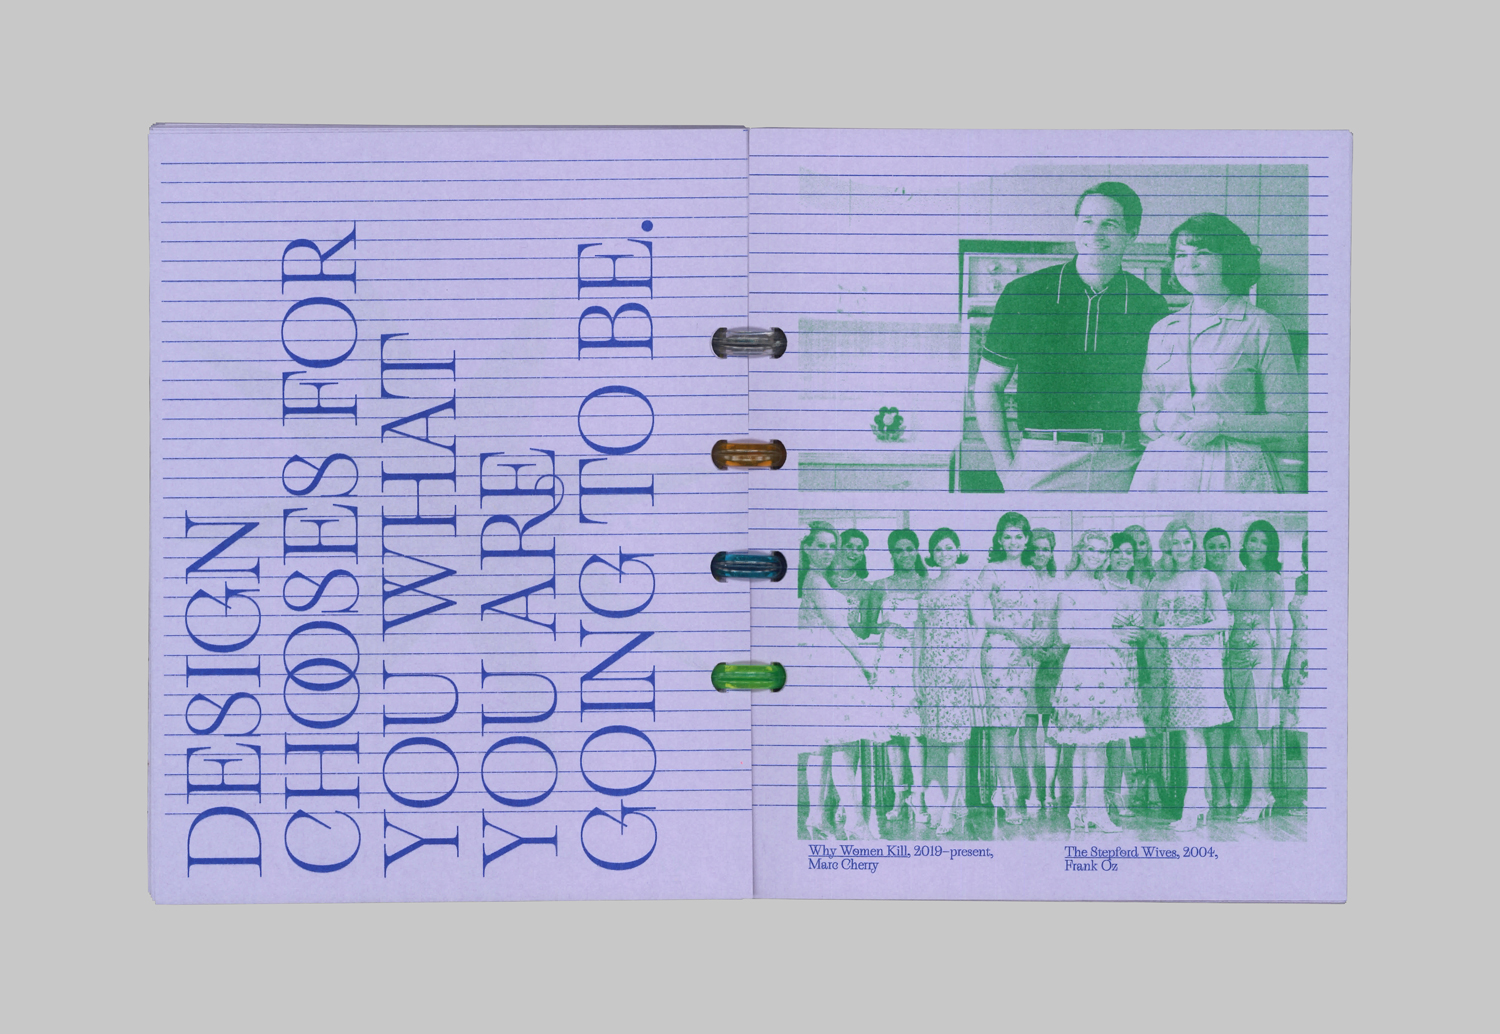 DESIGN
CHOOSES FOR
YOU WHAT
YOU ARE
GOING TO BE.
Why Women Kill, 2019–present,
Marc Cherry
The Stepford Wives, 2004,
Frank Oz